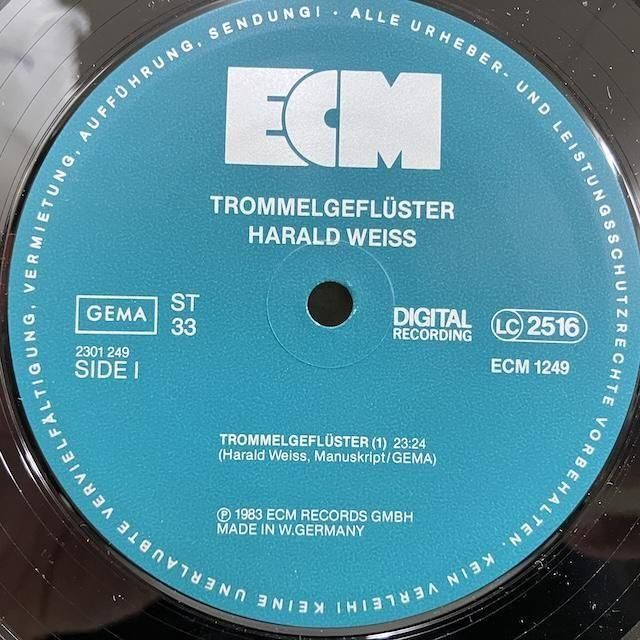 ECM
TROMMELGEFLÜSTER
HARALD WEISS
GEMA
ST
33
DIGITAL
RECORDING
LC 2516
2301 249
SIDE I
ECM 1249
TROMMELGEFLÜSTER (1) 23:24
(Harald Weiss, Manuskript/GEMA)
℗ 1983 ECM RECORDS GMBH
MADE IN W.GERMANY
ALLE URHEBER- UND LEISTUNGSSCHUTZRECHTE VORBEHALTEN. KEIN VERLEIH! KEINE UNERLAUBTE VERVIELFÄLTIGUNG, VERMIETUNG, AUFFÜHRUNG, SENDUNG! ·